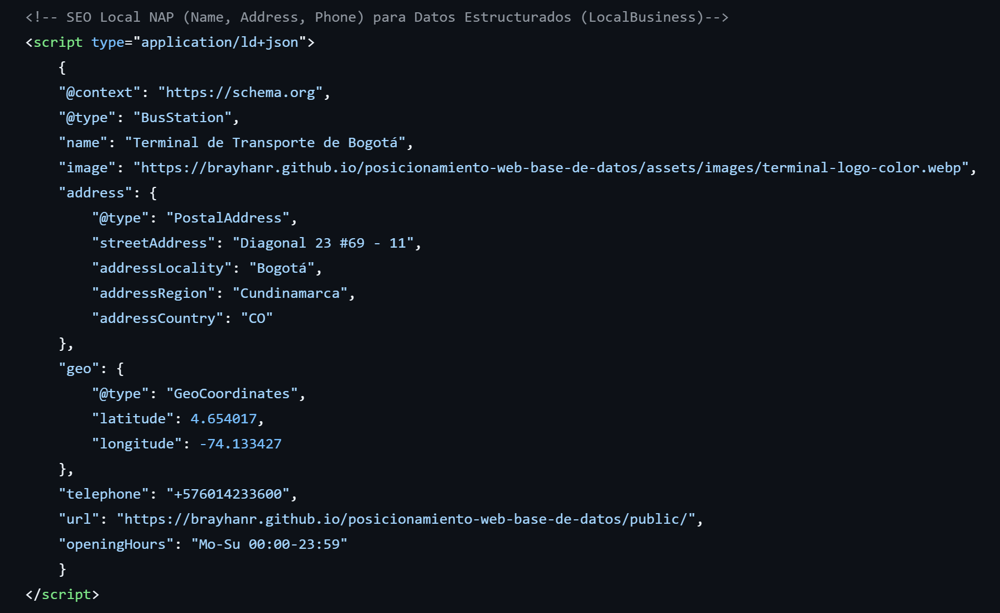 <!-- SEO Local NAP (Name, Address, Phone) para Datos Estructurados (LocalBusiness)-->
<script type="application/ld+json">
    {
    "@context": "https://schema.org",
    "@type": "BusStation",
    "name": "Terminal de Transporte de Bogotá",
    "image": "https://brayhanr.github.io/posicionamiento-web-base-de-datos/assets/images/terminal-logo-color.webp",
    "address": {
        "@type": "PostalAddress",
        "streetAddress": "Diagonal 23 #69 - 11",
        "addressLocality": "Bogotá",
        "addressRegion": "Cundinamarca",
        "addressCountry": "CO"
    },
    "geo": {
        "@type": "GeoCoordinates",
        "latitude": 4.654017,
        "longitude": -74.133427
    },
    "telephone": "+576014233600",
    "url": "https://brayhanr.github.io/posicionamiento-web-base-de-datos/public/",
    "openingHours": "Mo-Su 00:00-23:59"
    }
</script>